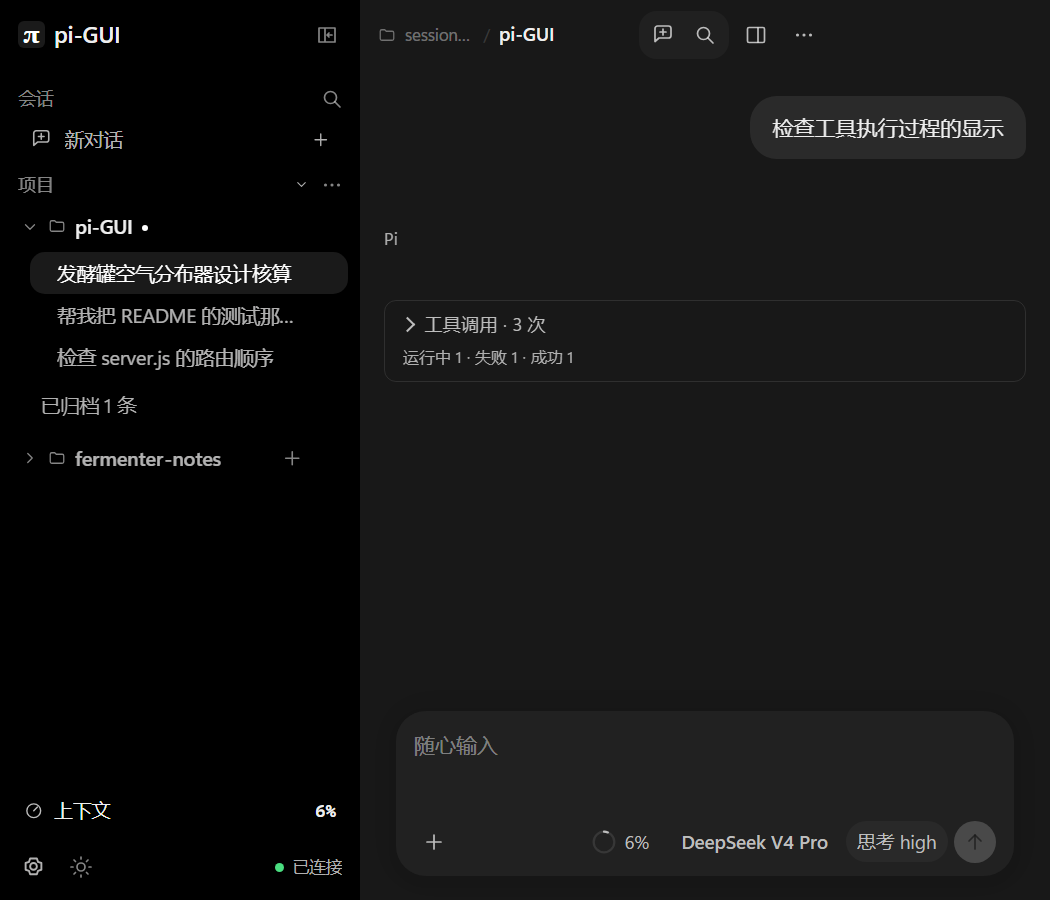 π pi-GUI
会话
新对话
项目
pi-GUI
发酵罐空气分布器设计核算
帮我把 README 的测试那...
检查 server.js 的路由顺序
已归档 1 条
fermenter-notes
上下文 6%
已连接
session... / pi-GUI
检查工具执行过程的显示
Pi
工具调用 · 3 次
运行中 1 · 失败 1 · 成功 1
随心输入
6% DeepSeek V4 Pro 思考 high